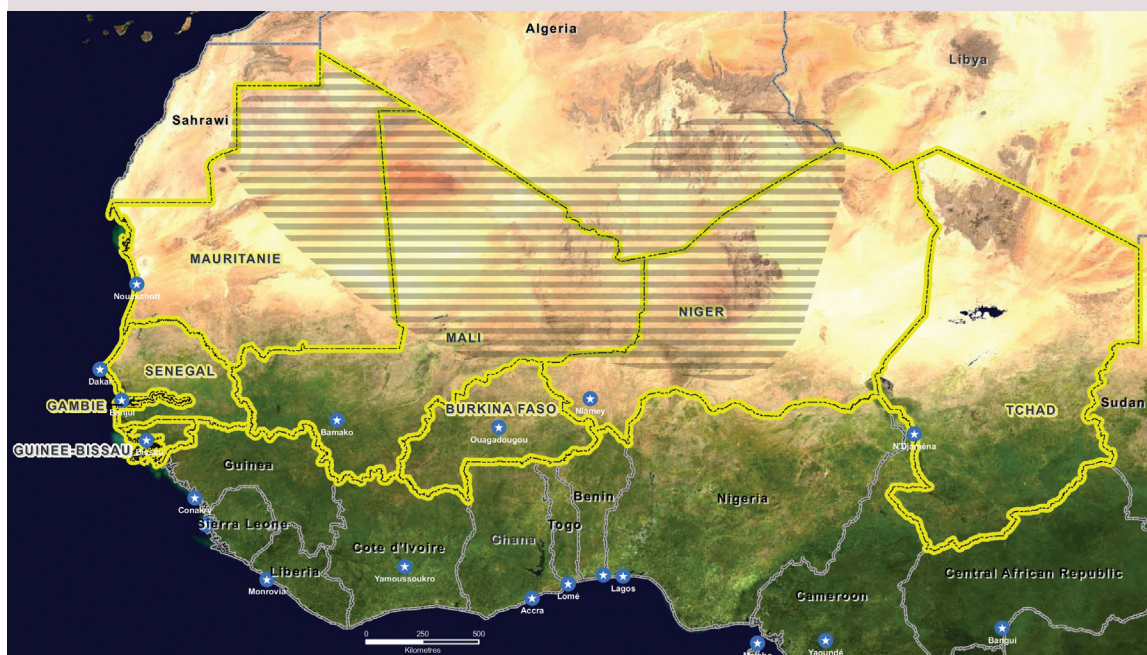 Algeria
Libya
Sahrawi
MAURITANIE
Nouakchott
NIGER
MALI
SENEGAL
Dakar
GAMBIE
Banjul
BURKINA FASO
Niamey
TCHAD
Sudan
Bamako
Ouagadougou
GUINEE-BISSAU
Bissau
N'Djaména
Guinea
Benin
Nigeria
Conakry
Sierra Leone
Togo
Ghana
Cote d'Ivoire
Yamoussoukro
Liberia
Monrovia
Lomé
Lagos
Accra
Central African Republic
Cameroon
Bangui
Yaoundé
0 250 500
Kilometres